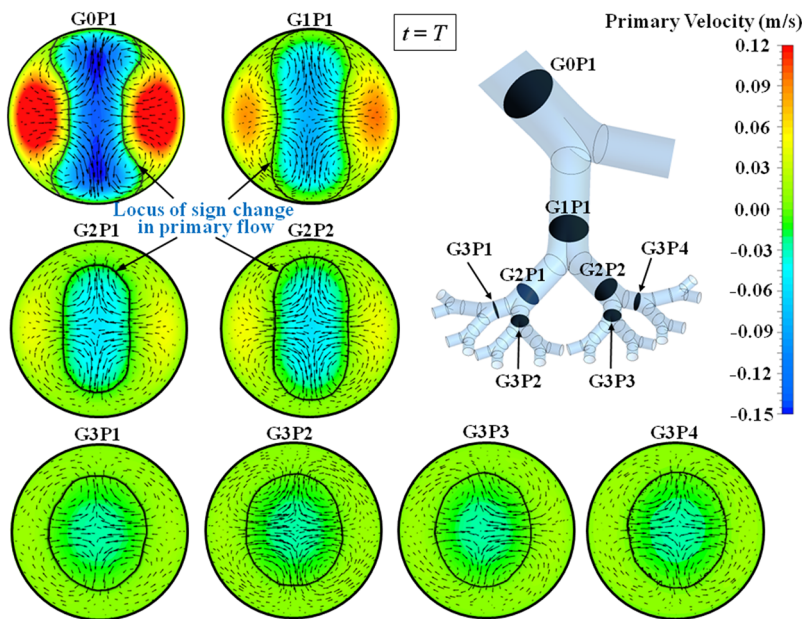 G0P1
G1P1
t = T
Primary Velocity (m/s)
0.12
0.09
0.06
0.03
0.00
-0.03
-0.06
-0.09
-0.12
-0.15
G0P1
G1P1
G3P1
G2P1
G2P2
G3P4
G3P2
G3P3
Locus of sign change
in primary flow
G2P1
G2P2
G3P1
G3P2
G3P3
G3P4